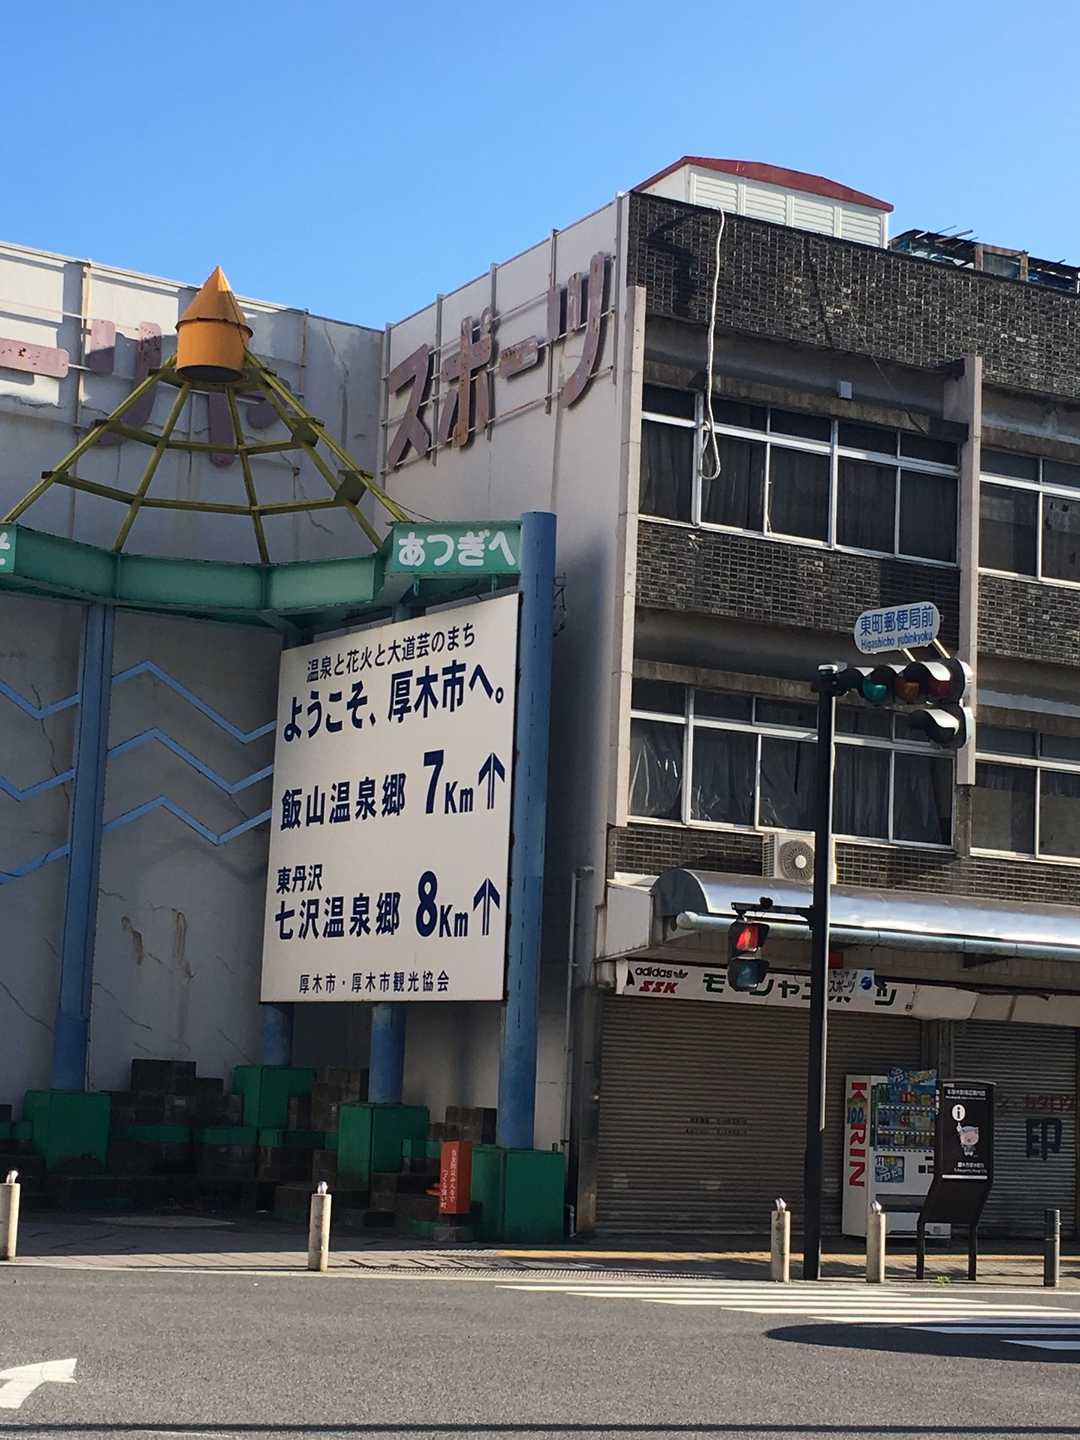 スポーツ
そ
あつぎへ
温泉と花火と大道芸のまち
ようこそ、厚木市へ。
飯山温泉郷 7Km
東丹沢
七沢温泉郷 8Km
厚木市・厚木市観光協会
東町郵便局前
Higashicho yubinkyoku
adidas
SSK
スポーツ
KIRIN
100
印